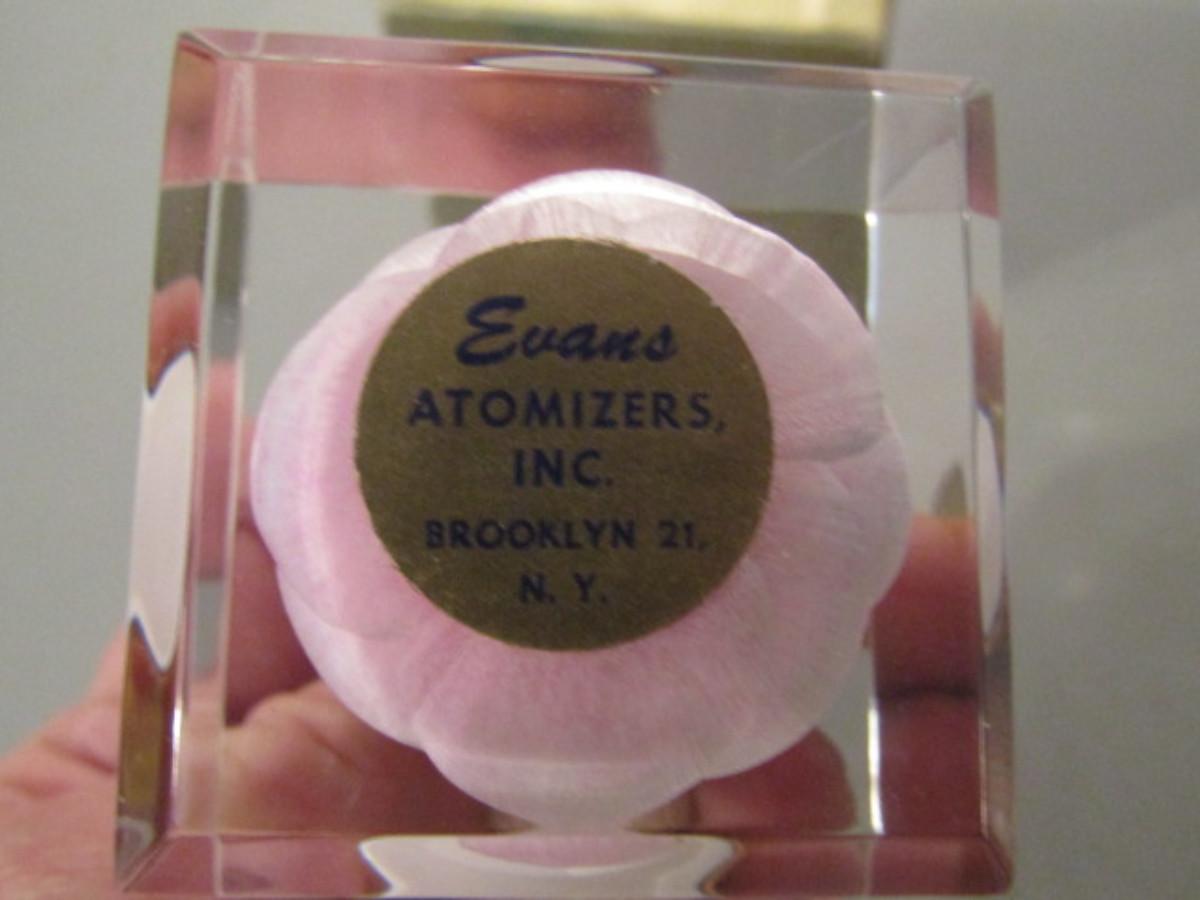 Evans
ATOMIZERS,
INC.
BROOKLYN 21,
N. Y.